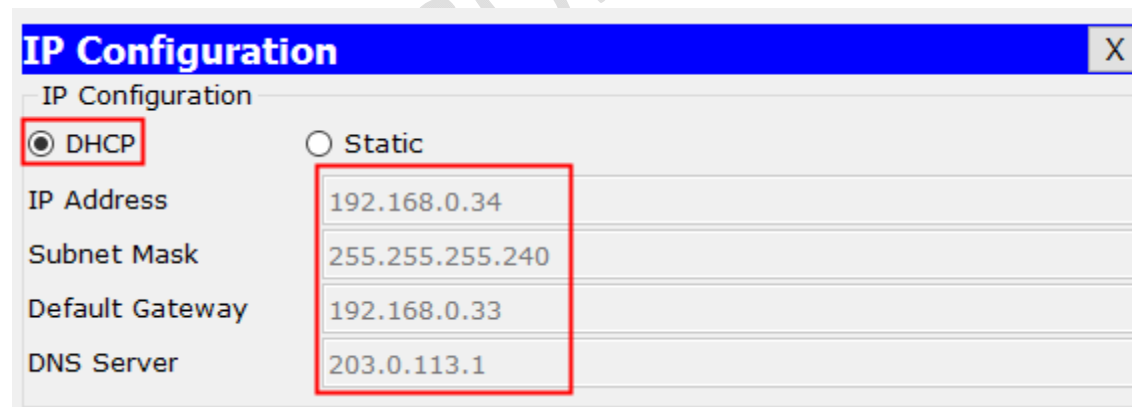 IP Configuration X
IP Configuration
DHCP Static
IP Address 192.168.0.34
Subnet Mask 255.255.255.240
Default Gateway 192.168.0.33
DNS Server 203.0.113.1